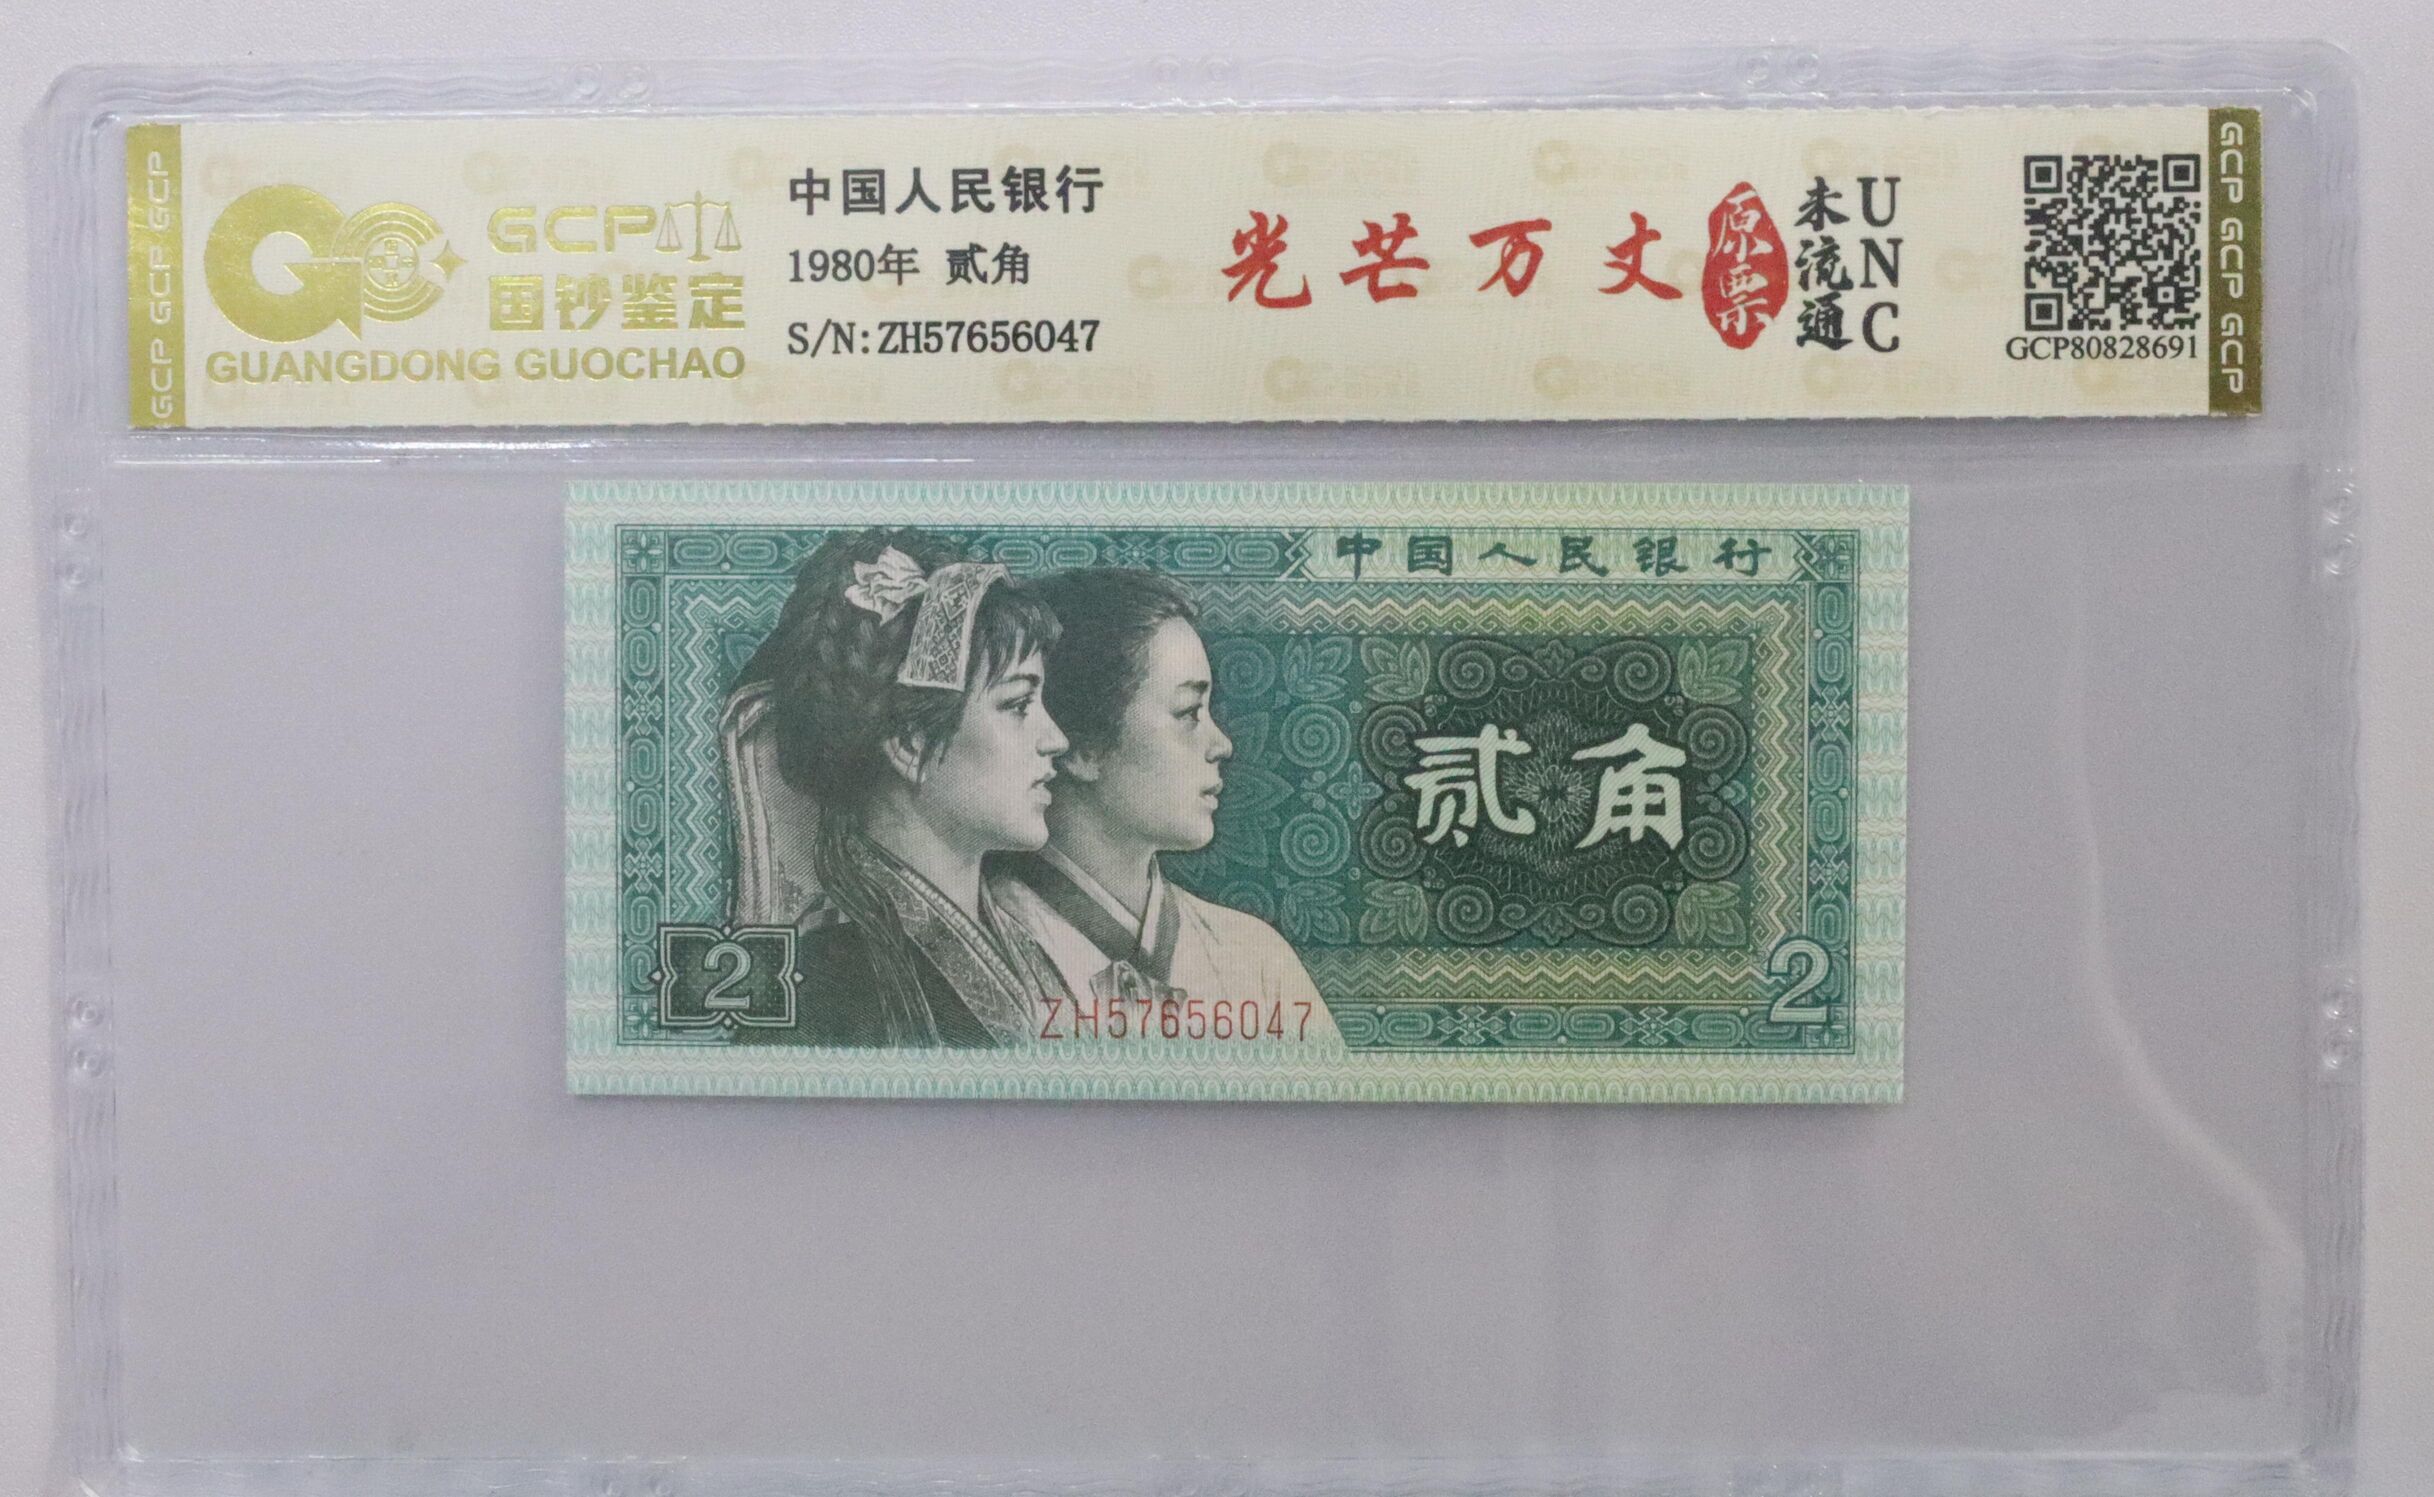 GCP GCP GCP
GCP
国钞鉴定
GUANGDONG GUOCHAO
中国人民银行
1980年 贰角
S/N:ZH57656047
光芒万丈
原票
未流通
UNC
GCP80828691
GCP GCP GCP
中国人民银行
贰角
2
2
ZH57656047